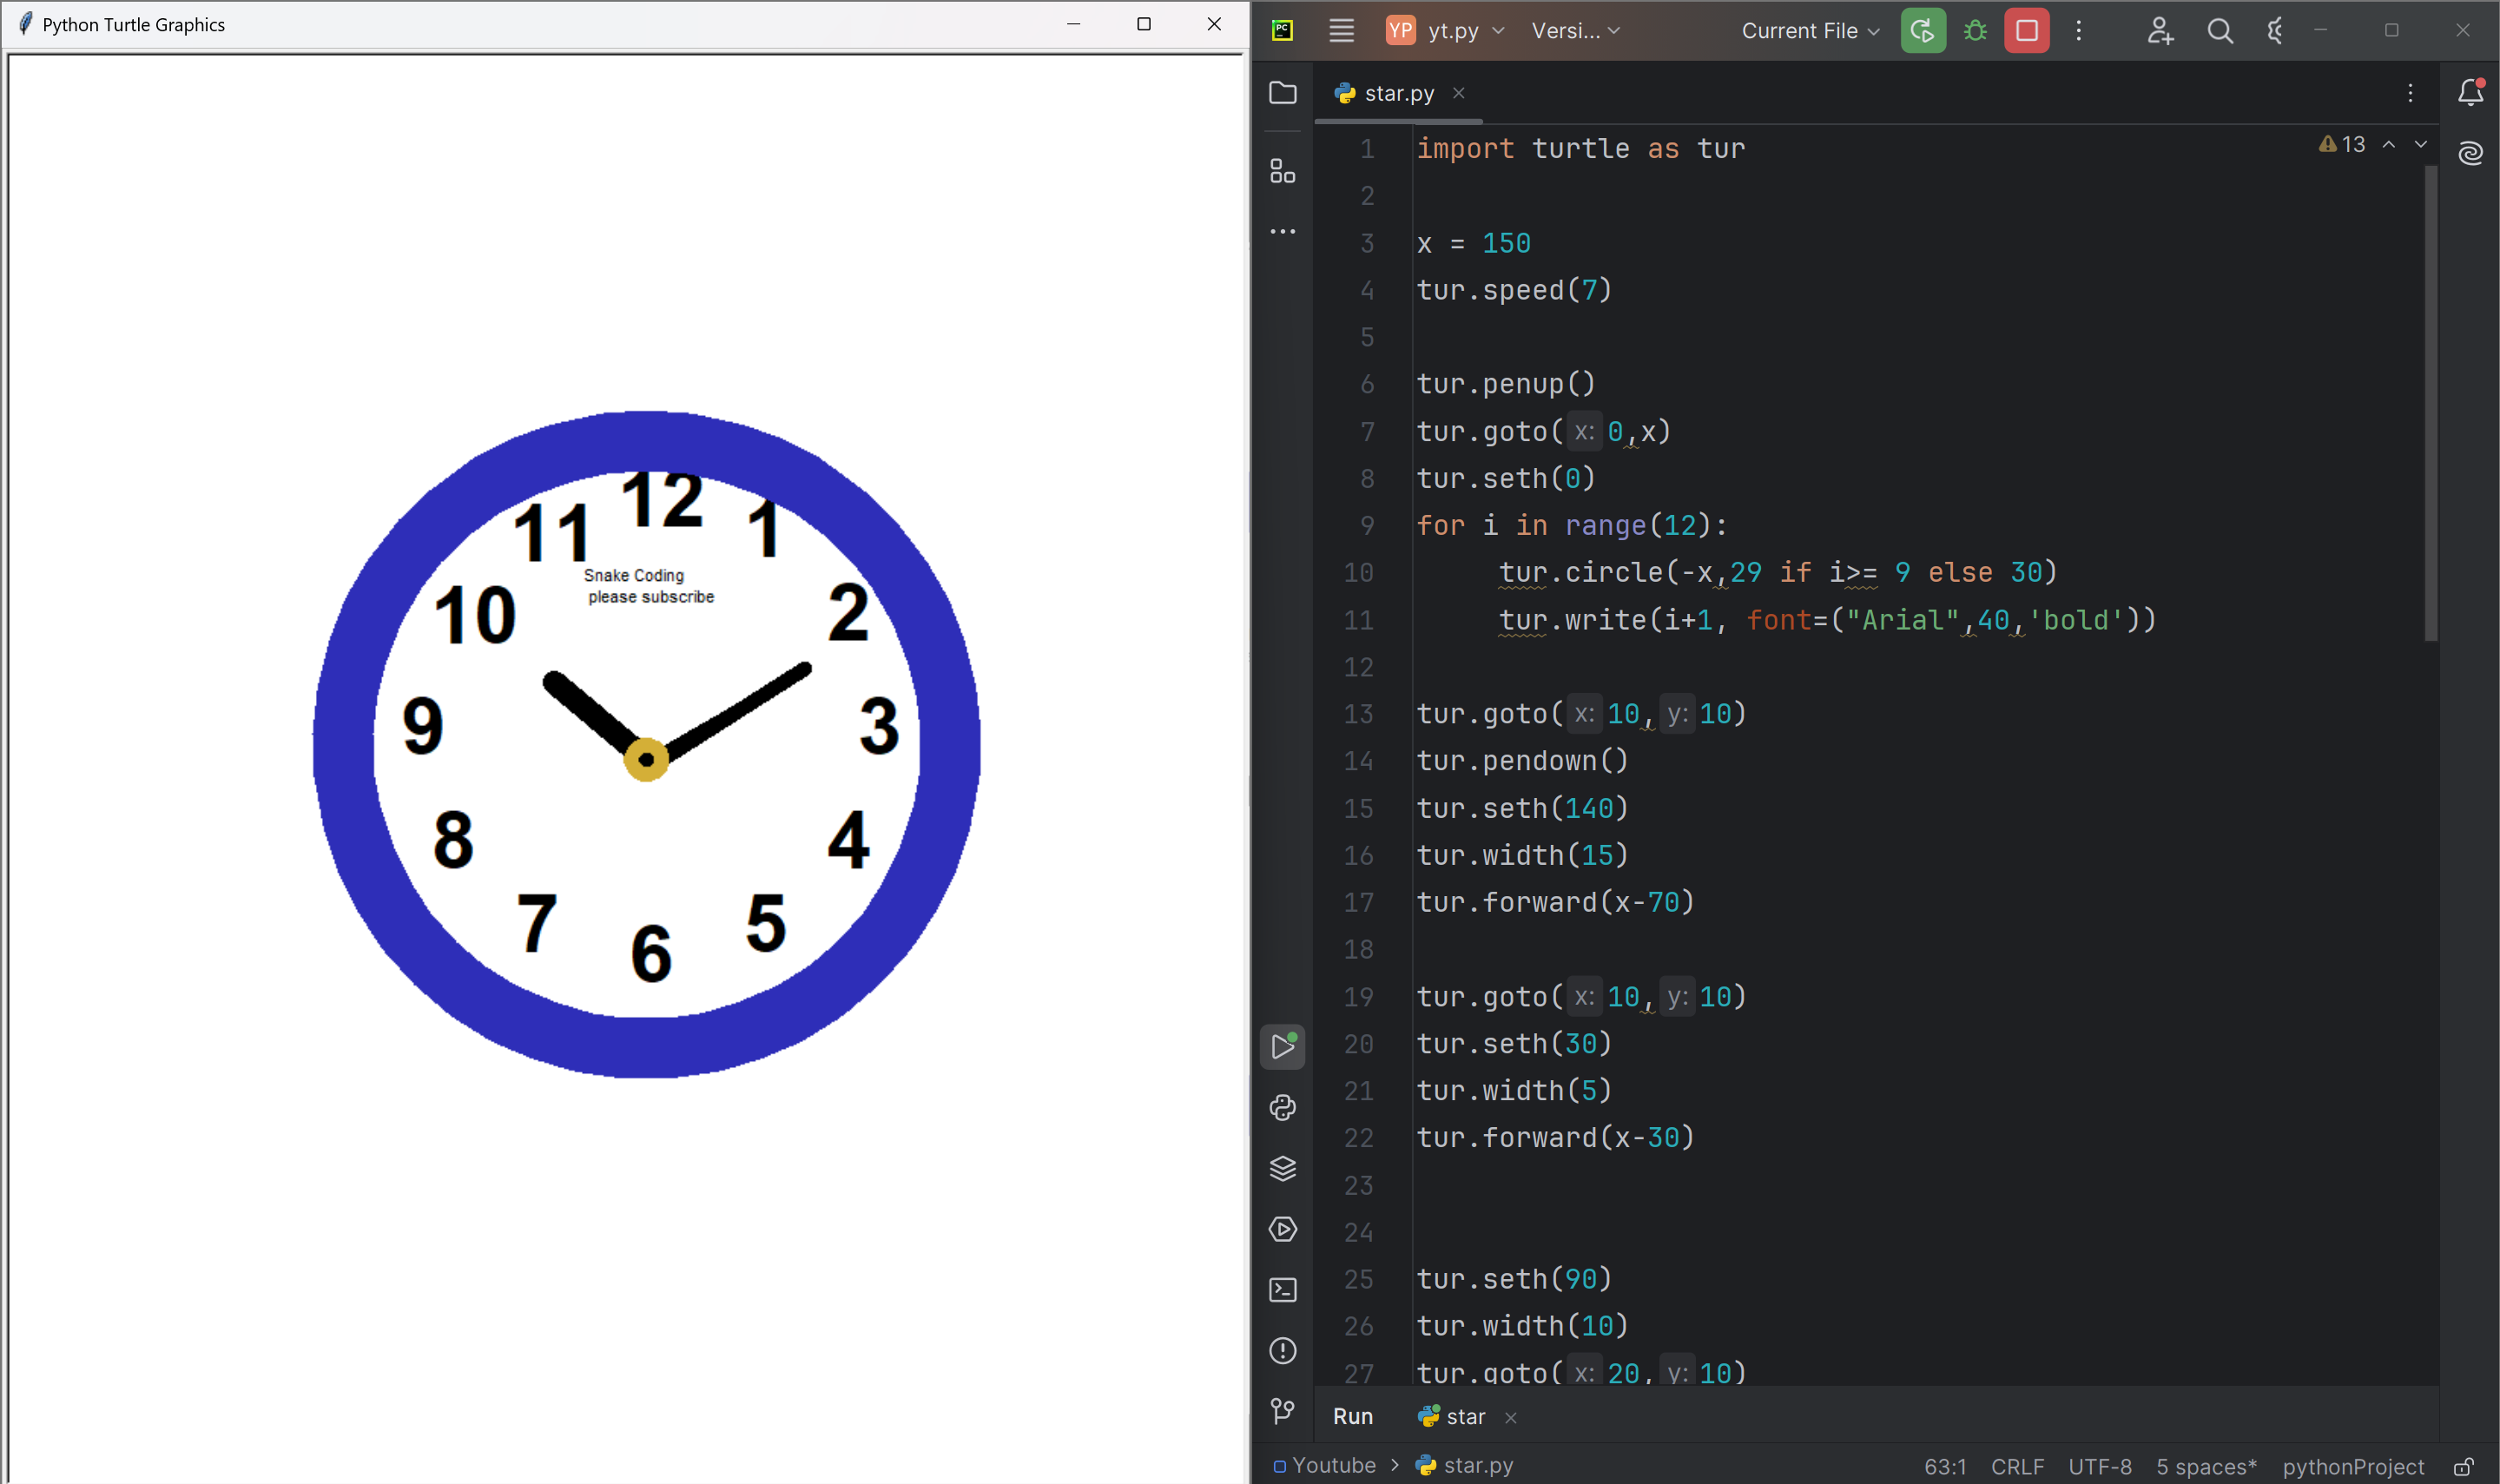 Python Turtle Graphics
12
11
1
Snake Coding
please subscribe
10
2
9
3
8
4
7
5
6
PC
YP yt.py
Versi...
Current File
star.py
13
1 import turtle as tur
2
3 x = 150
4 tur.speed(7)
5
6 tur.penup()
7 tur.goto( x: 0,x)
8 tur.seth(0)
9 for i in range(12):
10 tur.circle(-x,29 if i>= 9 else 30)
11 tur.write(i+1, font=("Arial",40,'bold'))
12
13 tur.goto( x: 10, y: 10)
14 tur.pendown()
15 tur.seth(140)
16 tur.width(15)
17 tur.forward(x-70)
18
19 tur.goto( x: 10, y: 10)
20 tur.seth(30)
21 tur.width(5)
22 tur.forward(x-30)
23
24
25 tur.seth(90)
26 tur.width(10)
27 tur.goto( x: 20, y: 10)
Run star
Youtube > star.py 63:1 CRLF UTF-8 5 spaces* pythonProject